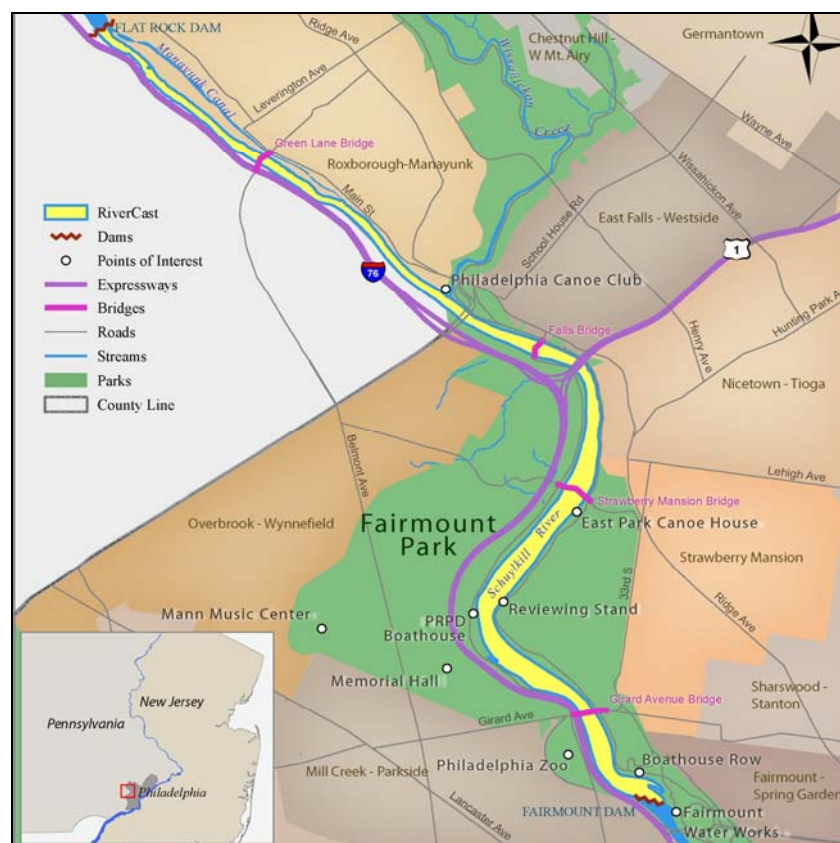 FLAT ROCK DAM
Ridge Ave
Wissahickon
Creek
Chestnut Hill -
W Mt. Airy
Germantown
Manayunk Canal
Leverington Ave
Wayne Ave
Green Lane Bridge
Roxborough-Manayunk
Wissahickon Ave
Main St
School House Rd
East Falls - Westside
1
RiverCast
Dams
Points of Interest
Expressways
Bridges
Roads
Streams
Parks
County Line
76
Philadelphia Canoe Club
Falls Bridge
Henry Ave
Hunting Park A
Nicetown - Tioga
Belmont Ave
Lehigh Ave
Strawberry Mansion Bridge
Overbrook - Wynnefield
Fairmount
Park
East Park Canoe House
Schuylkill River
Strawberry Mansion
33rd S
Ridge Ave
Reviewing Stand
Mann Music Center
PRPD
Boathouse
Memorial Hall
Girard Avenue Bridge
Sharswood -
Stanton
Girard Ave
Philadelphia Zoo
Boathouse Row
Mill Creek - Parkside
Fairmount -
Spring Garden
Lancaster Ave
FAIRMOUNT DAM
Fairmount
Water Works
New Jersey
Pennsylvania
Philadelphia